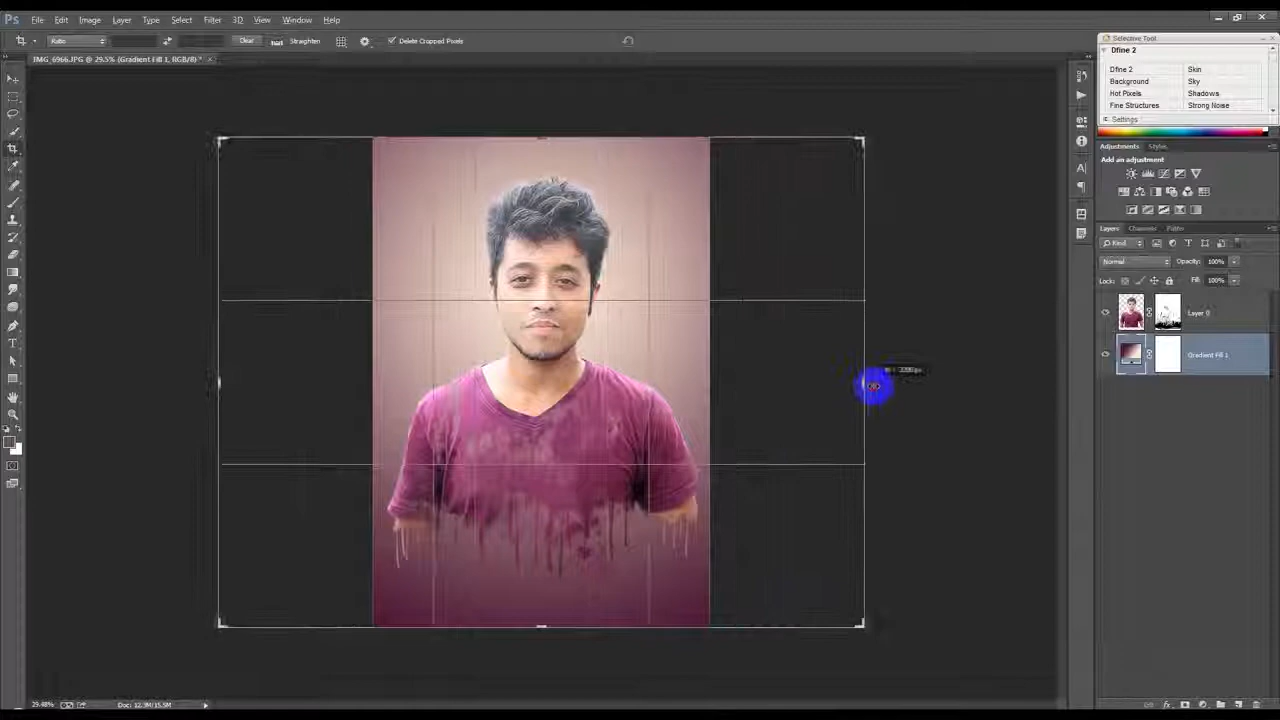 Ps File Edit Image Layer Type Select Filter 3D View Window Help
Ratio Clear Straighten Delete Cropped Pixels
IMG_6966.JPG @ 29.5% (Gradient Fill 1, RGB/8) *
Selective Tool
Dfine 2
Dfine 2 Skin
Background Sky
Hot Pixels Shadows
Fine Structures Strong Noise
Settings
Adjustments Styles
Add an adjustment
Layers Channels Paths
Kind
Normal Opacity: 100%
Lock: Fill: 100%
Layer 0
Gradient Fill 1
29.48% Doc: 12.3M/15.5M